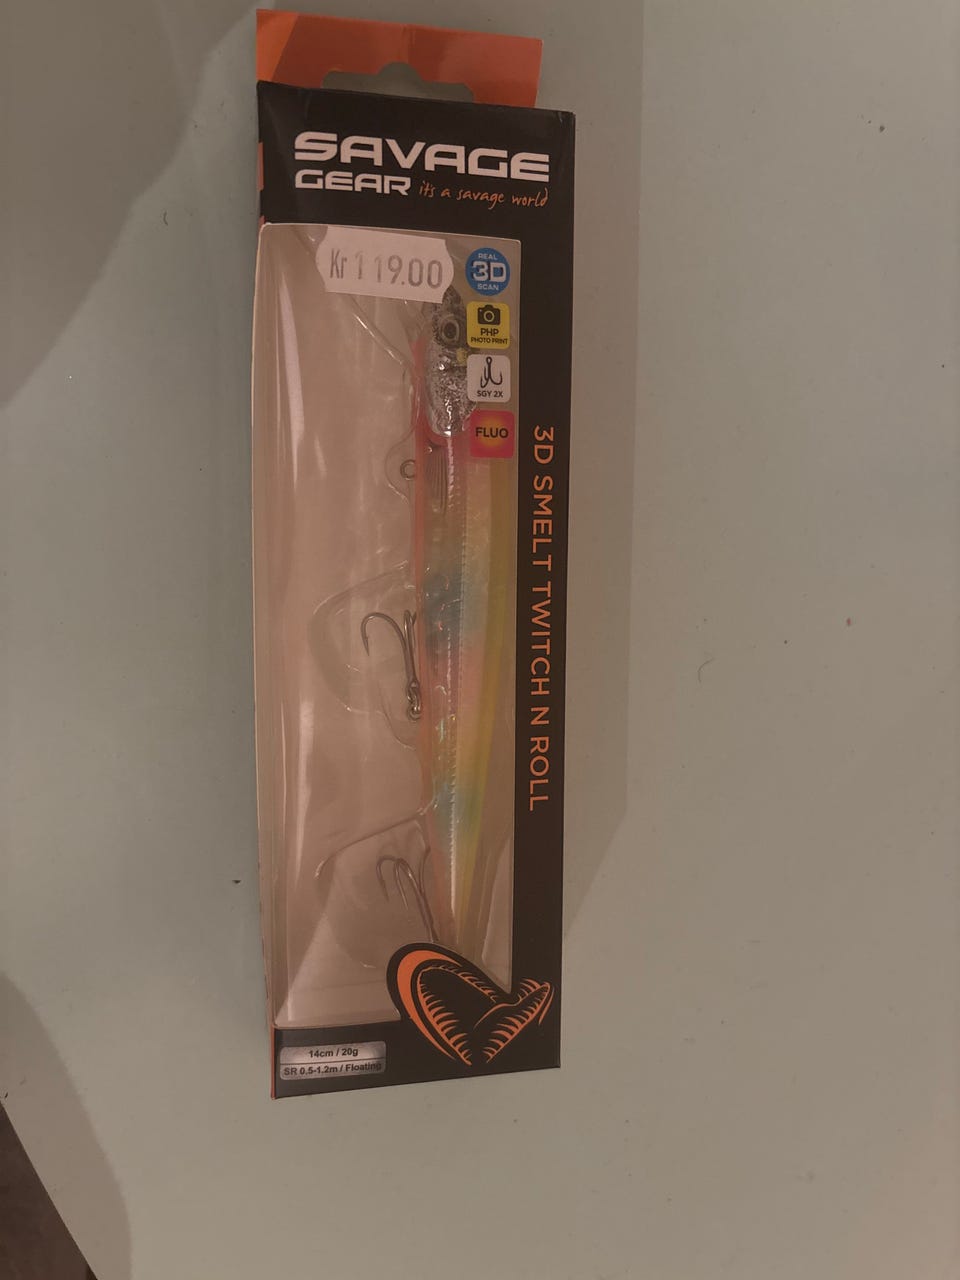 SAVAGE
GEAR it's a savage world
Kr 119.00
REAL
3D
SCAN
PHP
PHOTO PRINT
SGY 2X
FLUO
3D SMELT TWITCH N ROLL
14cm / 20g
SR 0.5-1.2m / Floating